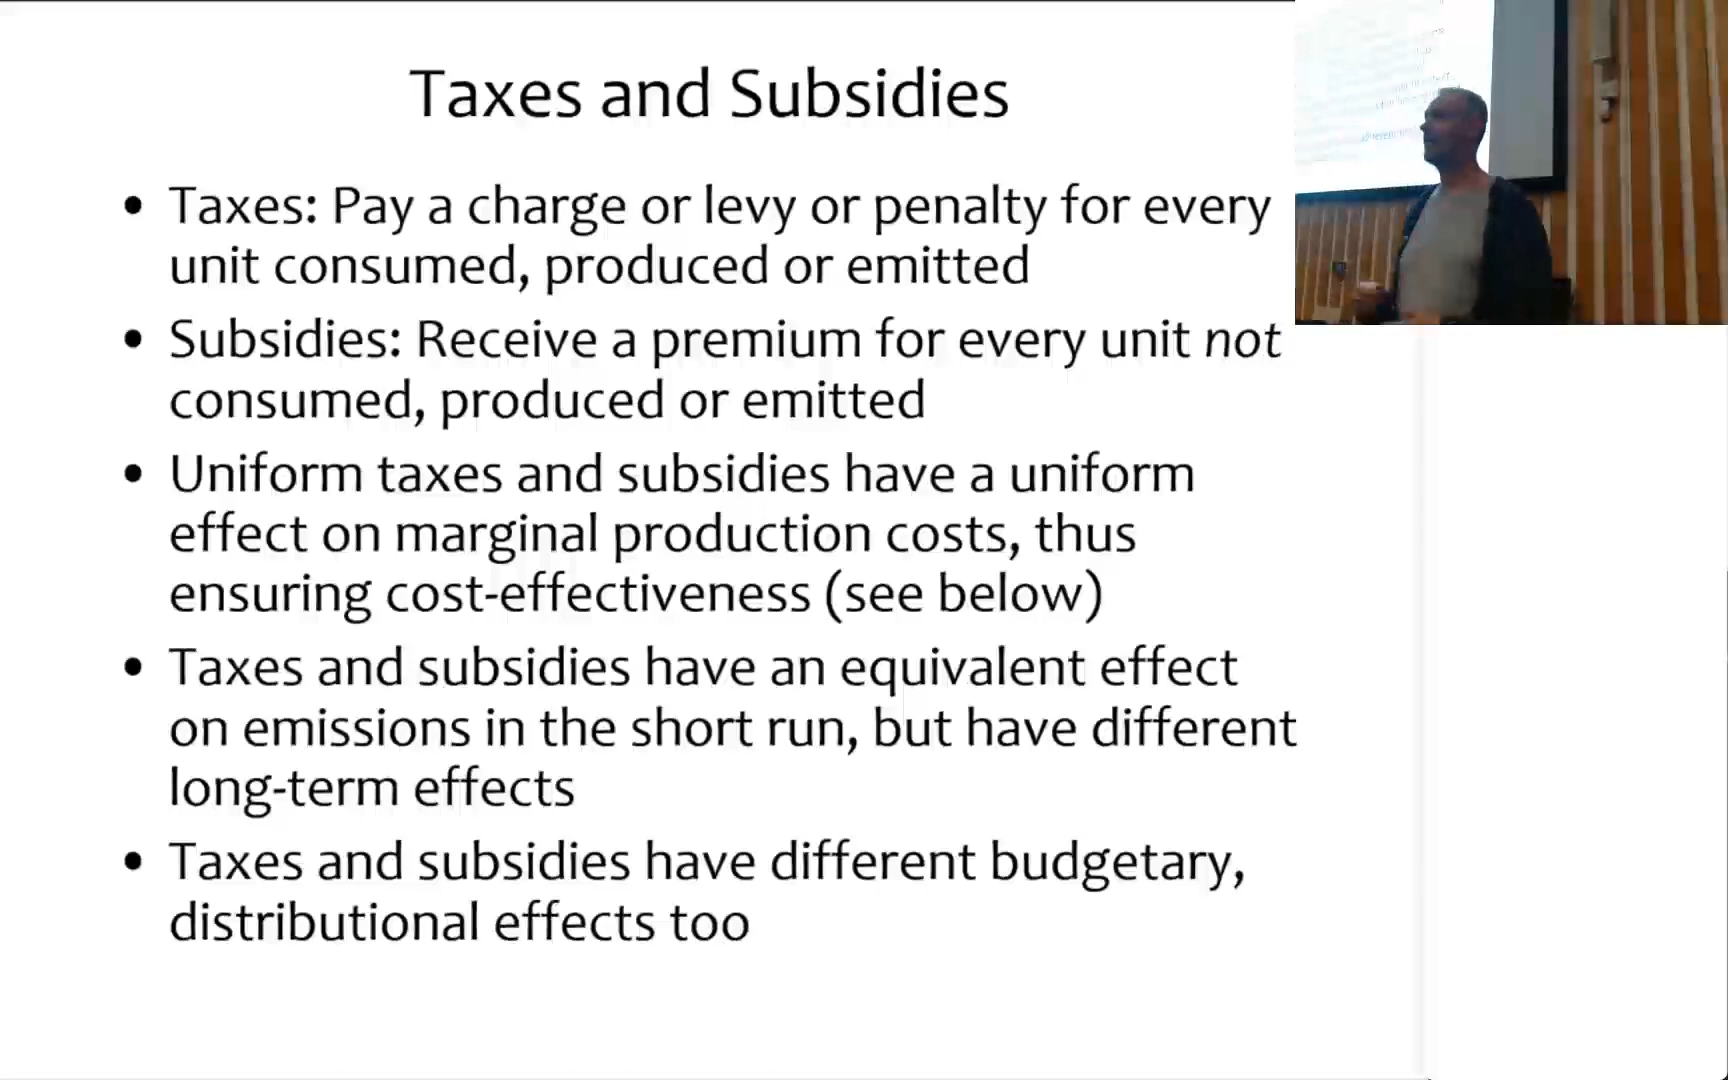 Taxes and Subsidies
• Taxes: Pay a charge or levy or penalty for every
unit consumed, produced or emitted
• Subsidies: Receive a premium for every unit not
consumed, produced or emitted
• Uniform taxes and subsidies have a uniform
effect on marginal production costs, thus
ensuring cost-effectiveness (see below)
• Taxes and subsidies have an equivalent effect
on emissions in the short run, but have different
long-term effects
• Taxes and subsidies have different budgetary,
distributional effects too